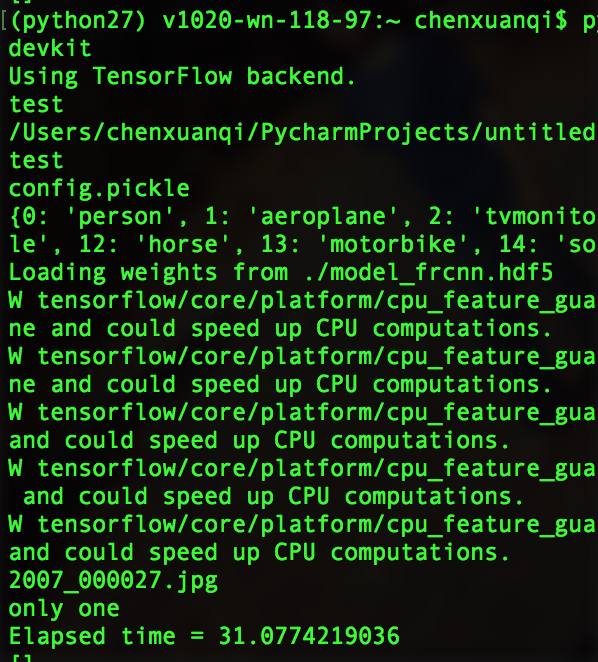 []
[(python27) v1020-wn-118-97:~ chenxuanqi$ py
devkit
Using TensorFlow backend.
test
/Users/chenxuanqi/PycharmProjects/untitled
test
config.pickle
{0: 'person', 1: 'aeroplane', 2: 'tvmonito
le', 12: 'horse', 13: 'motorbike', 14: 'so
Loading weights from ./model_frcnn.hdf5
W tensorflow/core/platform/cpu_feature_gua
ne and could speed up CPU computations.
W tensorflow/core/platform/cpu_feature_gua
ne and could speed up CPU computations.
W tensorflow/core/platform/cpu_feature_gua
and could speed up CPU computations.
W tensorflow/core/platform/cpu_feature_gua
 and could speed up CPU computations.
W tensorflow/core/platform/cpu_feature_gua
and could speed up CPU computations.
2007_000027.jpg
only one
Elapsed time = 31.0774219036
[]